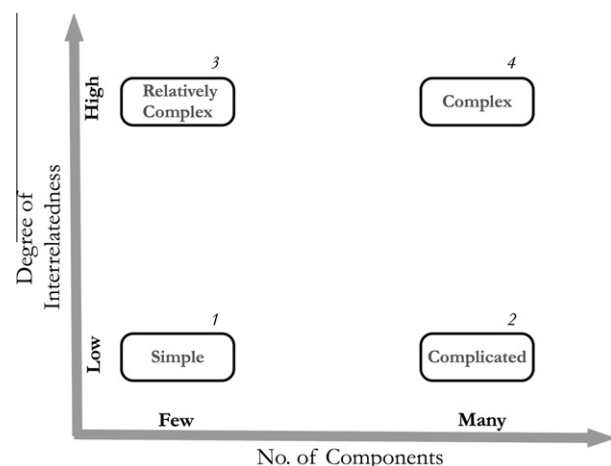 3
4
High
Relatively
Complex
Complex
Degree of
Interrelatedness
1
2
Low
Simple
Complicated
Few
Many
No. of Components